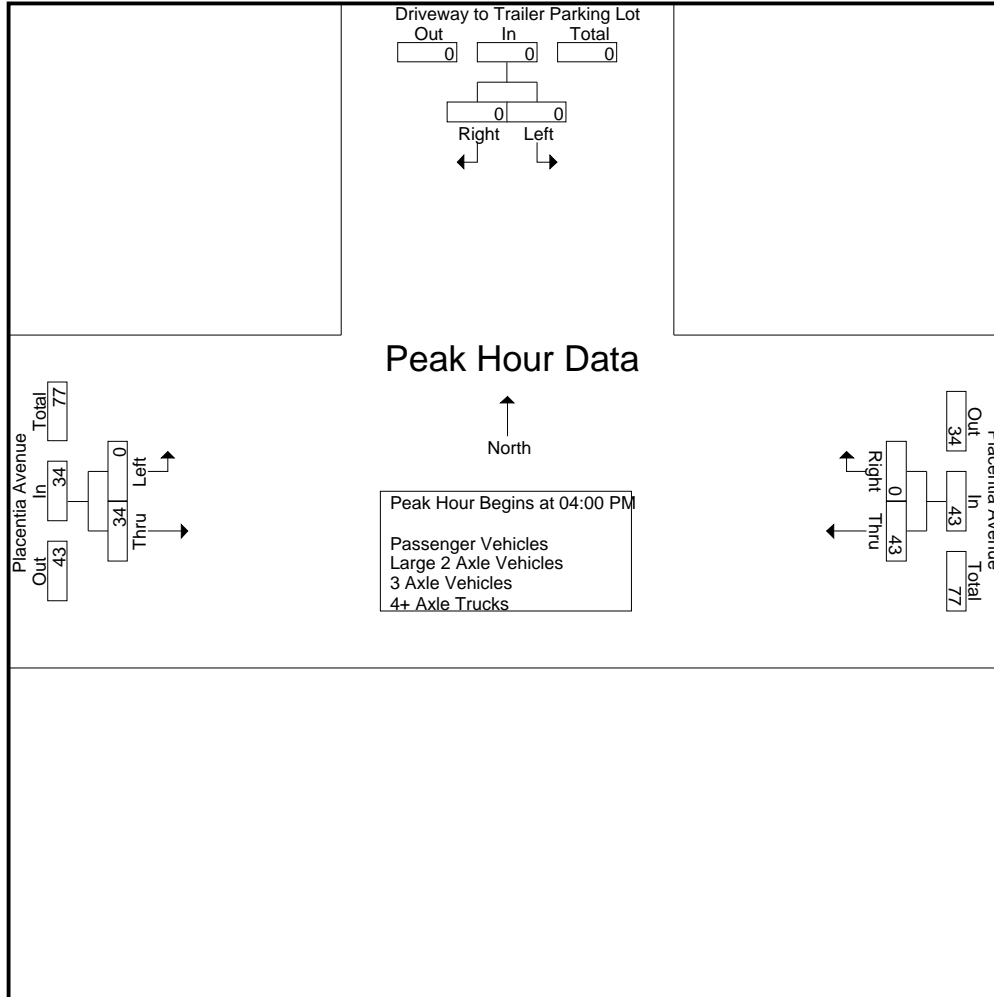 Driveway to Trailer Parking Lot
Out In Total
0 0 0
0 0
Right Left
Peak Hour Data
North
Peak Hour Begins at 04:00 PM
Passenger Vehicles
Large 2 Axle Vehicles
3 Axle Vehicles
4+ Axle Trucks
Placentia Avenue
Out In Total
43 34 77
0 34
Left Thru
Placentia Avenue
Out In Total
34 43 77
0 43
Right Thru